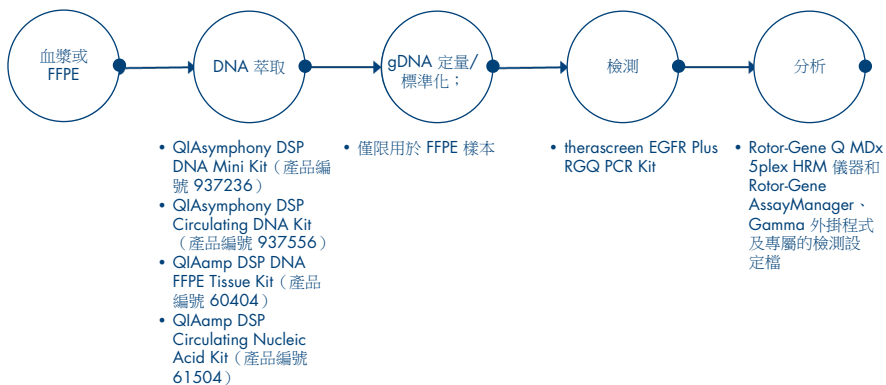 血漿或
FFPE
DNA 萃取
gDNA 定量/
標準化；
檢測
分析
• QIAsymphony DSP
DNA Mini Kit（產品編
號 937236）
• QIAsymphony DSP
Circulating DNA Kit
（產品編號 937556）
• QIAamp DSP DNA
FFPE Tissue Kit（產品
編號 60404）
• QIAamp DSP
Circulating Nucleic
Acid Kit（產品編號
61504）
• 僅限用於 FFPE 樣本
• therascreen EGFR Plus
RGQ PCR Kit
• Rotor-Gene Q MDx
5plex HRM 儀器和
Rotor-Gene
AssayManager、
Gamma 外掛程式
及專屬的檢測設
定檔